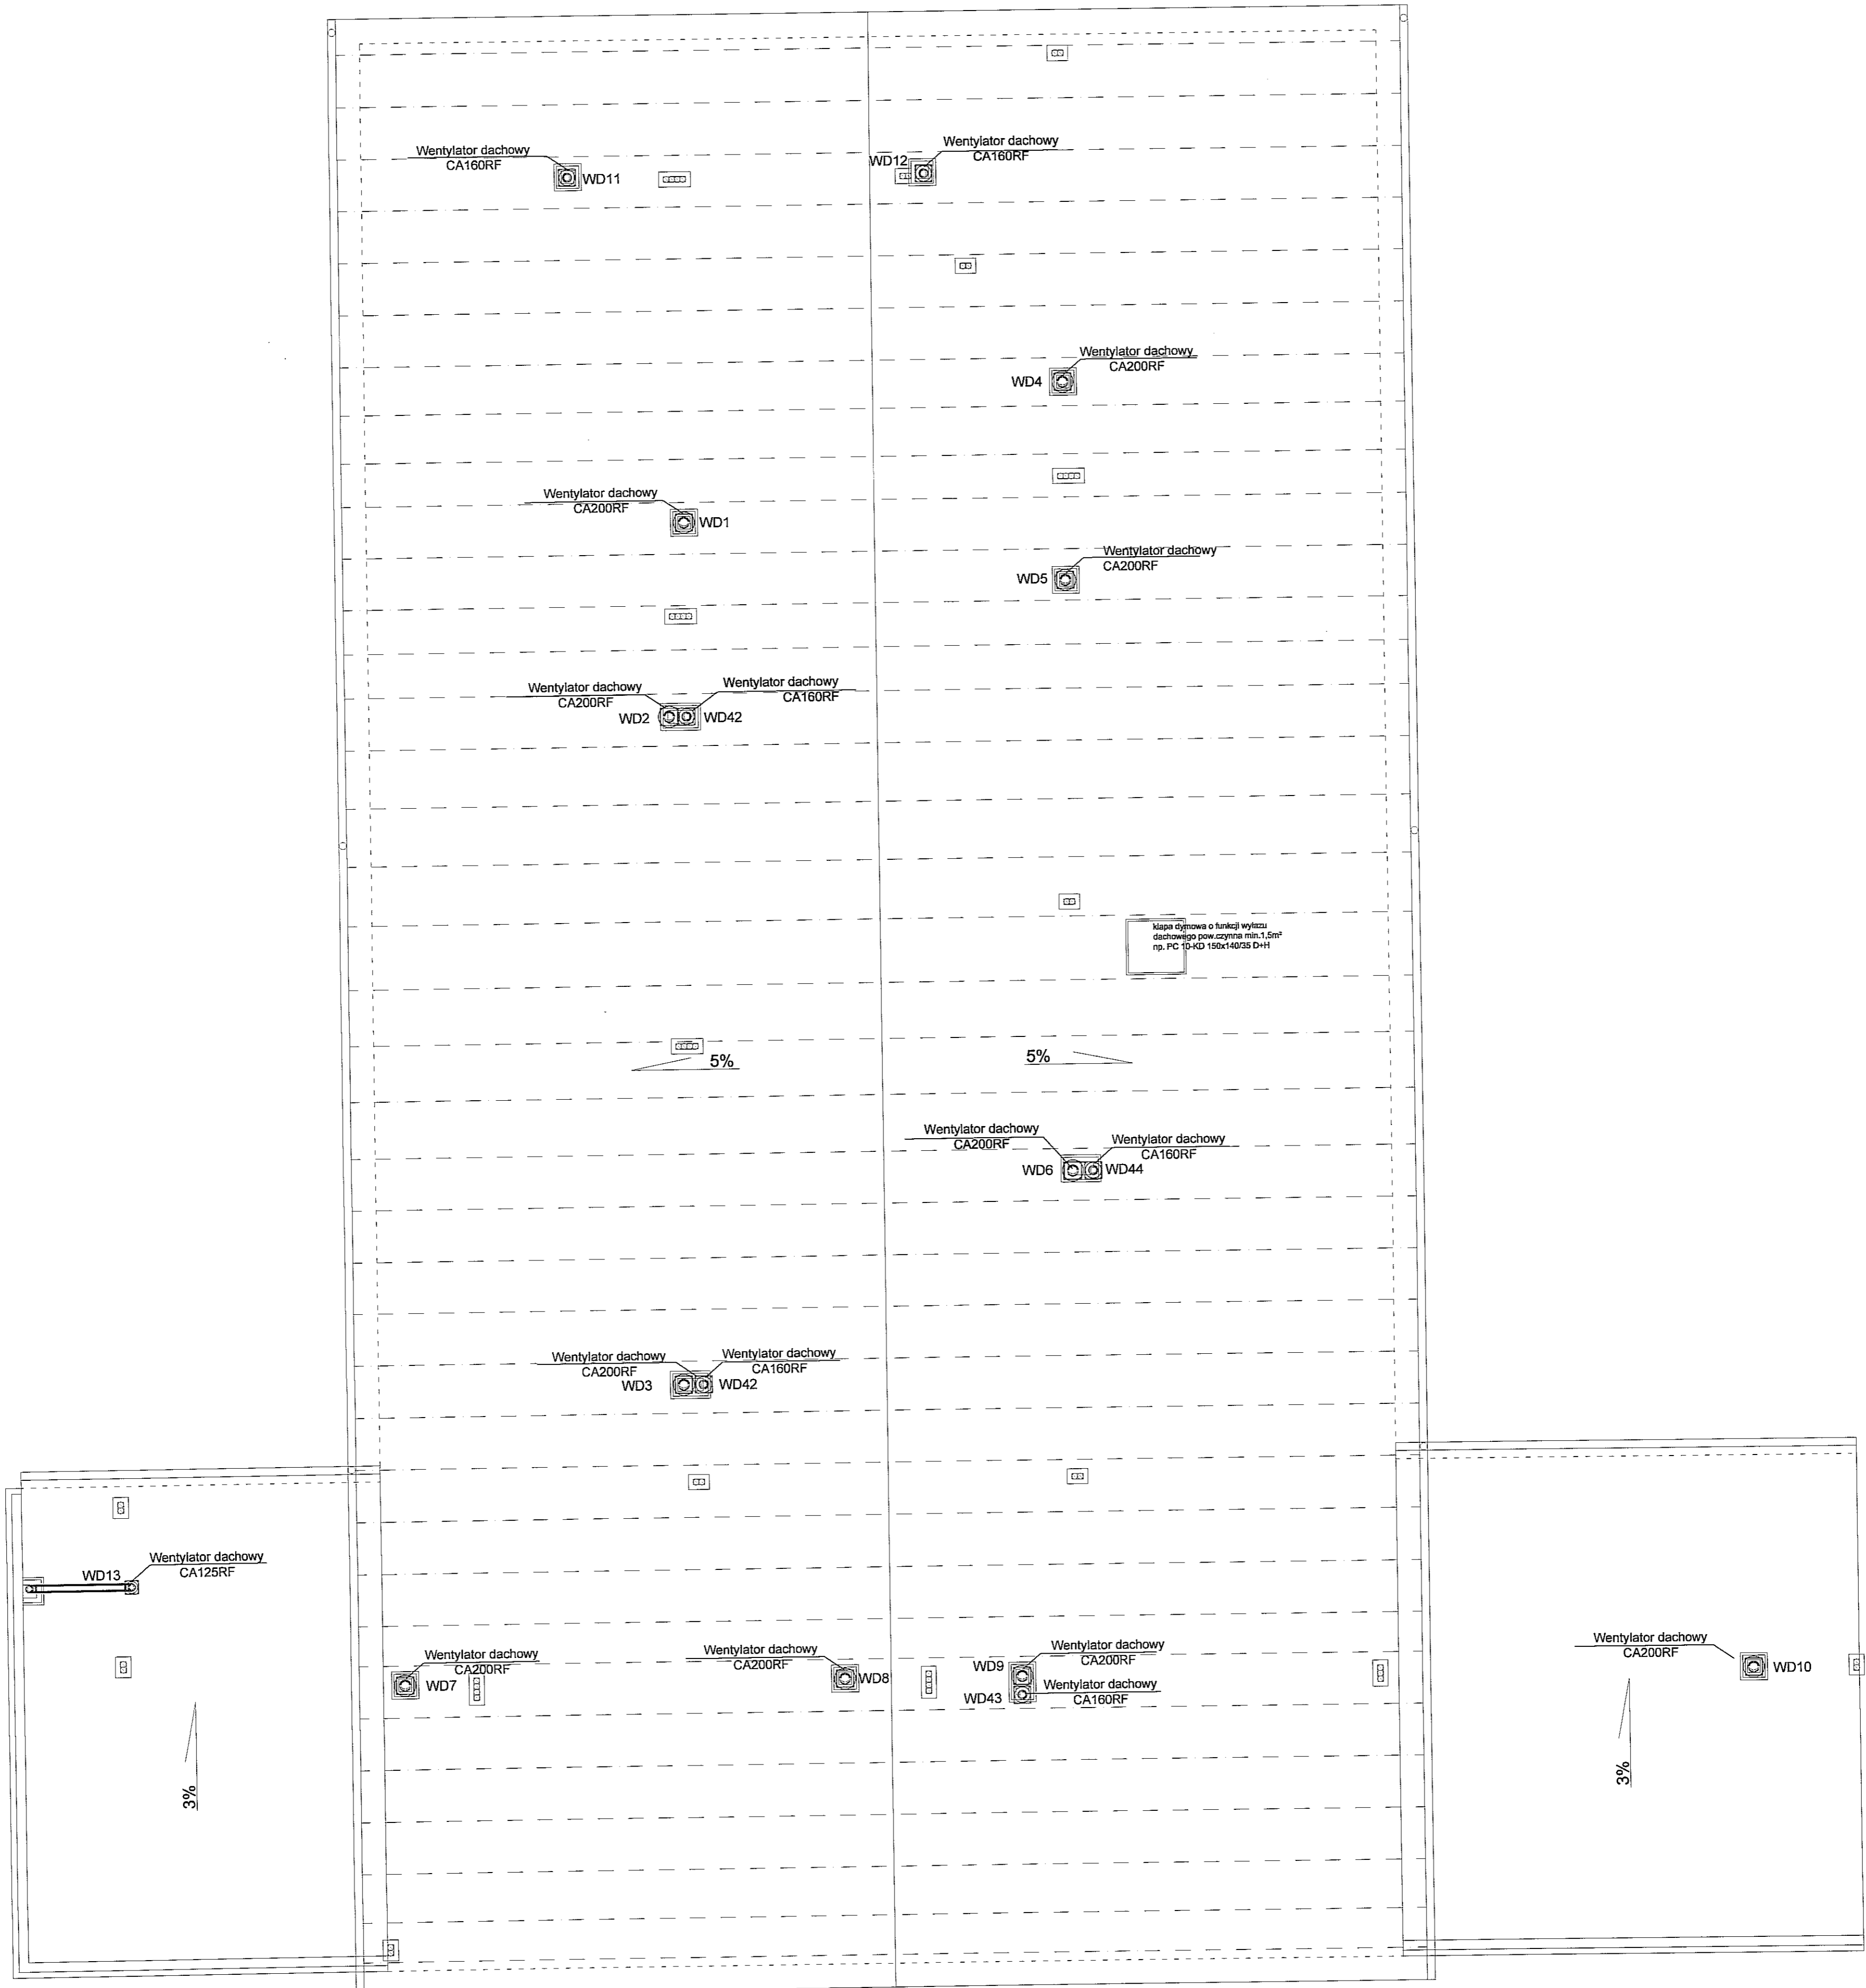 Wentylator dachowy
CA160RF
WD11
WD12
Wentylator dachowy
CA160RF
Wentylator dachowy
CA200RF
WD4
Wentylator dachowy
CA200RF
WD1
Wentylator dachowy
CA200RF
WD5
Wentylator dachowy
CA200RF
WD2
Wentylator dachowy
CA160RF
WD42
klapa dymowa o funkcji wyłazu
dachowego pow.czynna min.1,5m²
np. PC 10-KD 150x140/35 D+H
5%
5%
Wentylator dachowy
CA200RF
WD6
Wentylator dachowy
CA160RF
WD44
Wentylator dachowy
CA200RF
WD3
Wentylator dachowy
CA160RF
WD42
WD13
Wentylator dachowy
CA125RF
Wentylator dachowy
CA200RF
WD7
Wentylator dachowy
CA200RF
WD8
WD9
Wentylator dachowy
CA200RF
WD43
Wentylator dachowy
CA160RF
Wentylator dachowy
CA200RF
WD10
3%
3%